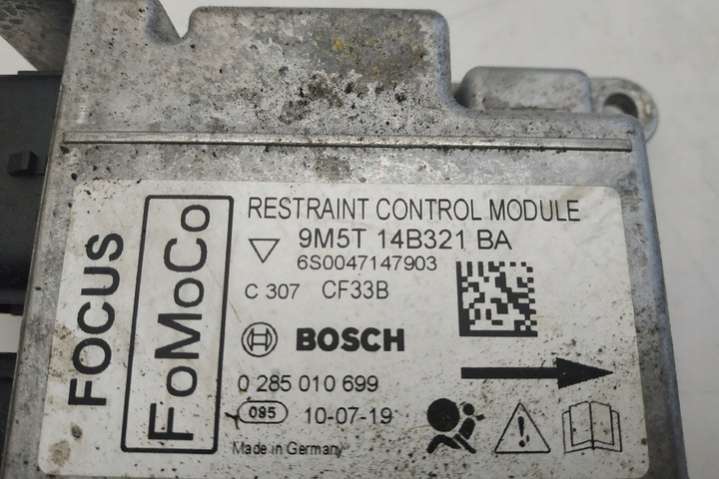 FOCUS
FoMoCo
RESTRAINT CONTROL MODULE
9M5T 14B321 BA
6S0047147903
C 307 CF33B
BOSCH
0 285 010 699
095 10-07-19
Made in Germany